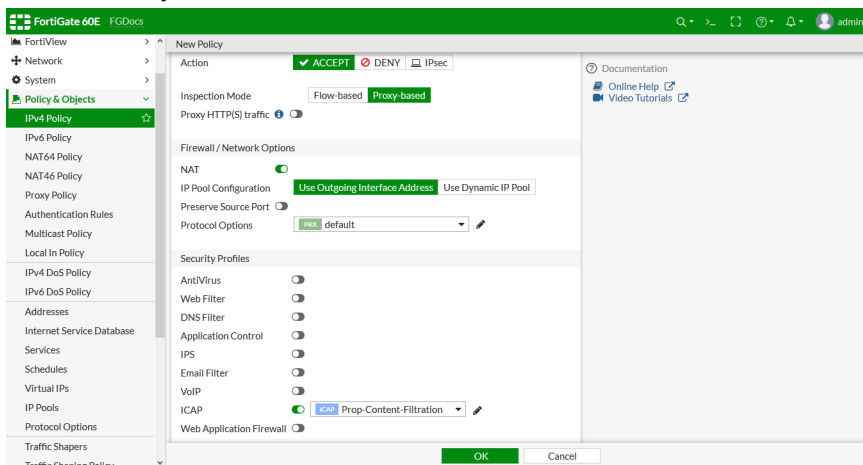 FortiGate 60E FGDocs
admin
FortiView
Network
System
Policy & Objects
IPv4 Policy
IPv6 Policy
NAT64 Policy
NAT46 Policy
Proxy Policy
Authentication Rules
Multicast Policy
Local In Policy
IPv4 DoS Policy
IPv6 DoS Policy
Addresses
Internet Service Database
Services
Schedules
Virtual IPs
IP Pools
Protocol Options
Traffic Shapers
Traffic Shaping Policy
New Policy
Action ACCEPT DENY IPsec
Inspection Mode Flow-based Proxy-based
Proxy HTTP(S) traffic
Firewall / Network Options
NAT
IP Pool Configuration Use Outgoing Interface Address Use Dynamic IP Pool
Preserve Source Port
Protocol Options PRX default
Security Profiles
AntiVirus
Web Filter
DNS Filter
Application Control
IPS
Email Filter
VoIP
ICAP ICAP Prop-Content-Filtration
Web Application Firewall
OK Cancel
Documentation
Online Help
Video Tutorials